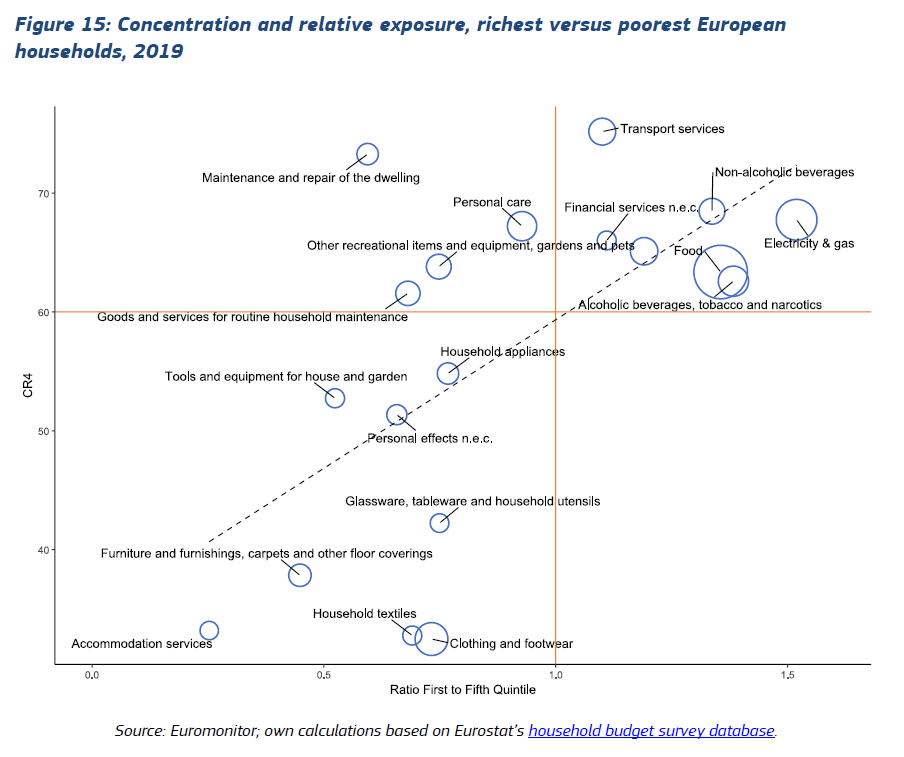 Figure 15: Concentration and relative exposure, richest versus poorest European
households, 2019
Transport services
Non-alcoholic beverages
Maintenance and repair of the dwelling
70
Personal care
Financial services n.e.c.
Other recreational items and equipment, gardens and pets
Electricity & gas
Food
Alcoholic beverages, tobacco and narcotics
60
Goods and services for routine household maintenance
Household appliances
Tools and equipment for house and garden
CR4
50
Personal effects n.e.c.
Glassware, tableware and household utensils
40
Furniture and furnishings, carpets and other floor coverings
Household textiles
Accommodation services
Clothing and footwear
0.0 0.5 1.0 1.5
Ratio First to Fifth Quintile
Source: Euromonitor; own calculations based on Eurostat's household budget survey database.